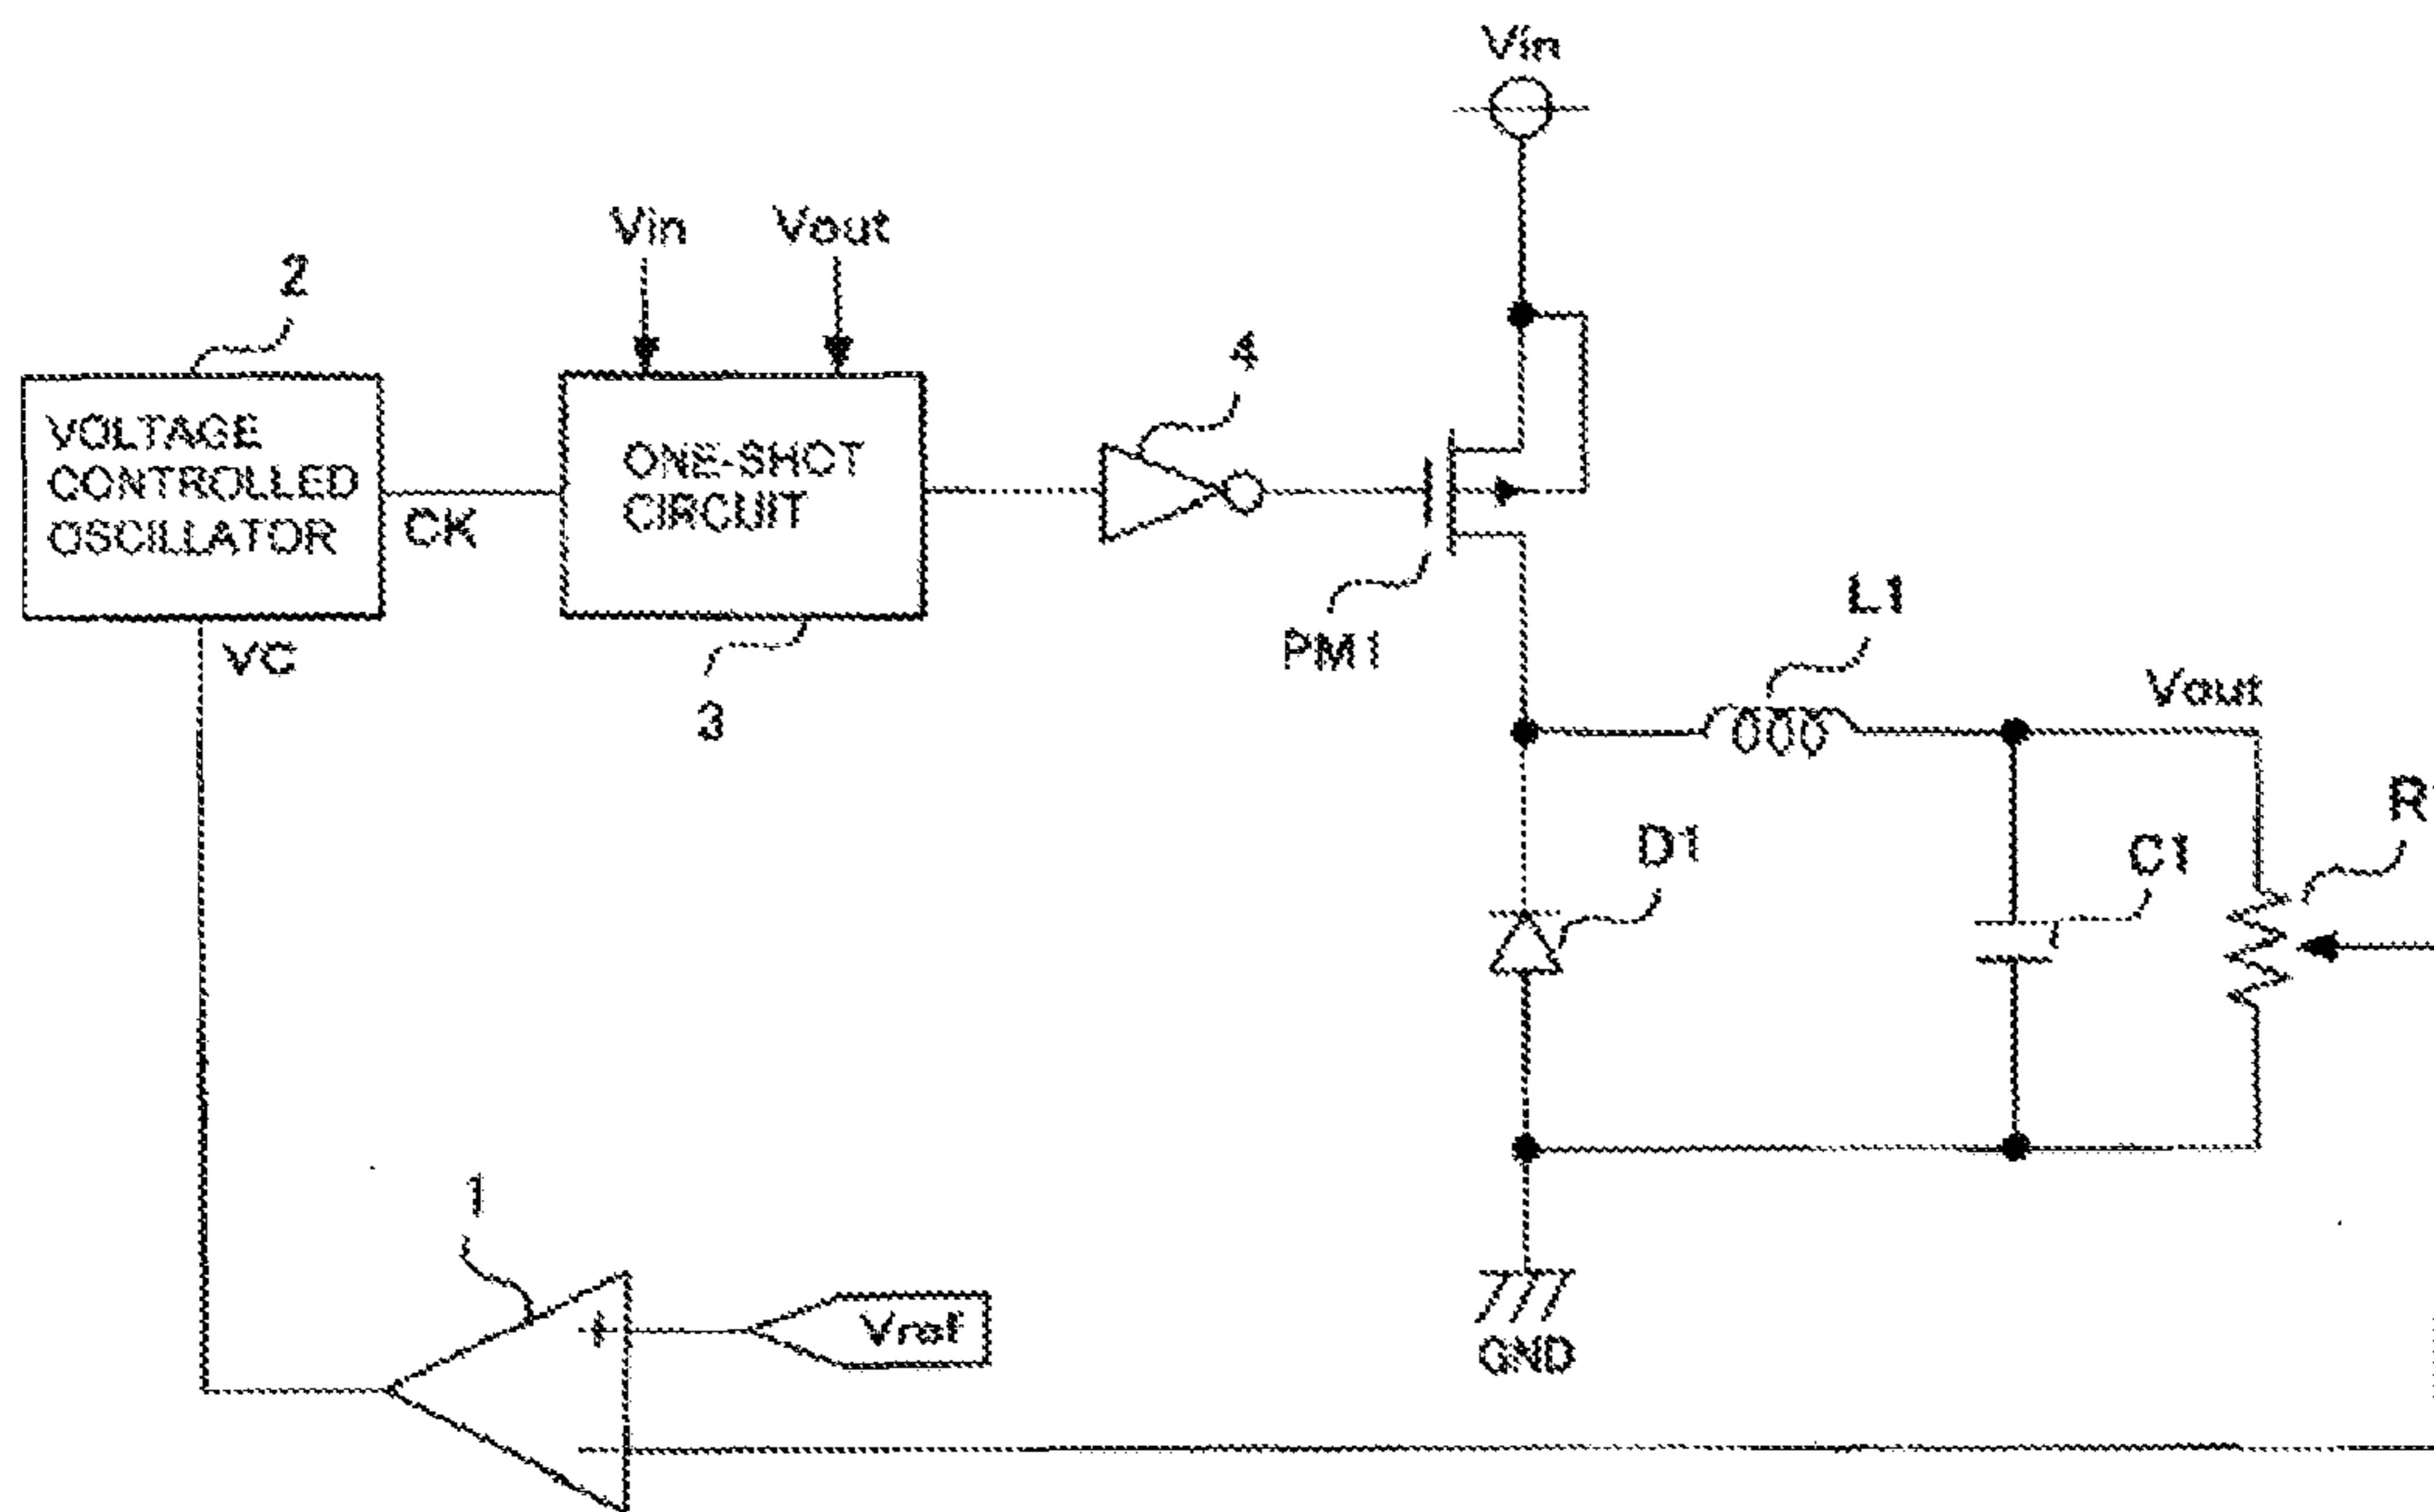 Vin
Vin
Vout
2
4
VOLTAGE
CONTROLLED
OSCILLATOR
CK
ONE-SHOT
CIRCUIT
PM1
L1
VC
3
Vout
R
D1
C1
1
Vref
GND